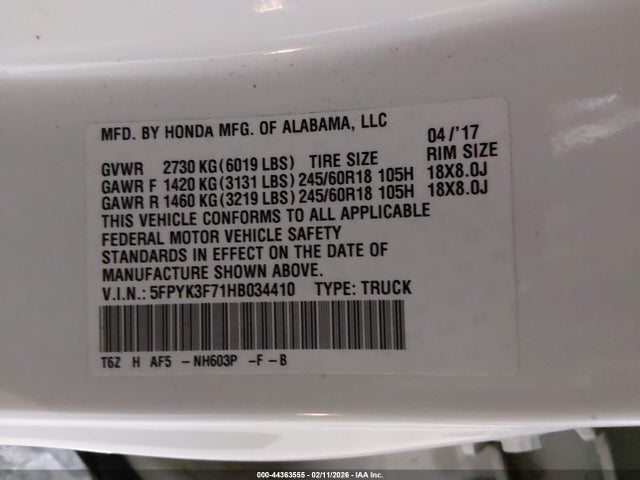 MFD. BY HONDA MFG. OF ALABAMA, LLC
04/'17
GVWR 2730 KG(6019 LBS) TIRE SIZE RIM SIZE
GAWR F 1420 KG(3131 LBS)245/60R18 105H 18X8.0J
GAWR R 1460 KG(3219 LBS)245/60R18 105H 18X8.0J
THIS VEHICLE CONFORMS TO ALL APPLICABLE
FEDERAL MOTOR VEHICLE SAFETY
STANDARDS IN EFFECT ON THE DATE OF
MANUFACTURE SHOWN ABOVE.
V.I.N.: 5FPYK3F71HB034410 TYPE: TRUCK
T6Z H AF5 -NH603P -F-B
000-44363555 - 02/11/2026 - IAA Inc.